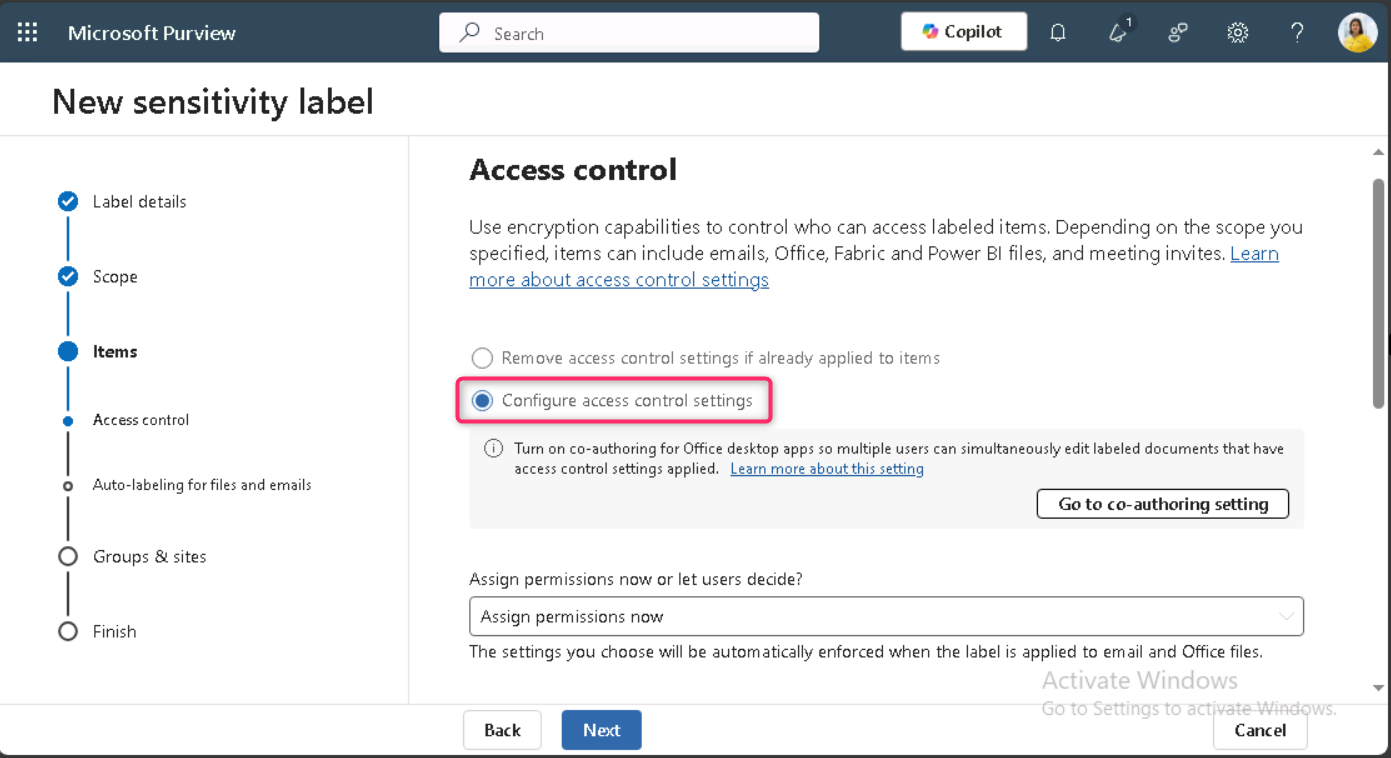 Microsoft Purview
Search
Copilot
1
?
New sensitivity label
Label details
Scope
Items
Access control
Auto-labeling for files and emails
Groups & sites
Finish
Access control
Use encryption capabilities to control who can access labeled items. Depending on the scope you
specified, items can include emails, Office, Fabric and Power BI files, and meeting invites. Learn
more about access control settings
Remove access control settings if already applied to items
Configure access control settings
Turn on co-authoring for Office desktop apps so multiple users can simultaneously edit labeled documents that have
access control settings applied. Learn more about this setting
Go to co-authoring setting
Assign permissions now or let users decide?
Assign permissions now
The settings you choose will be automatically enforced when the label is applied to email and Office files.
Activate Windows
Go to Settings to activate Windows.
Back
Next
Cancel